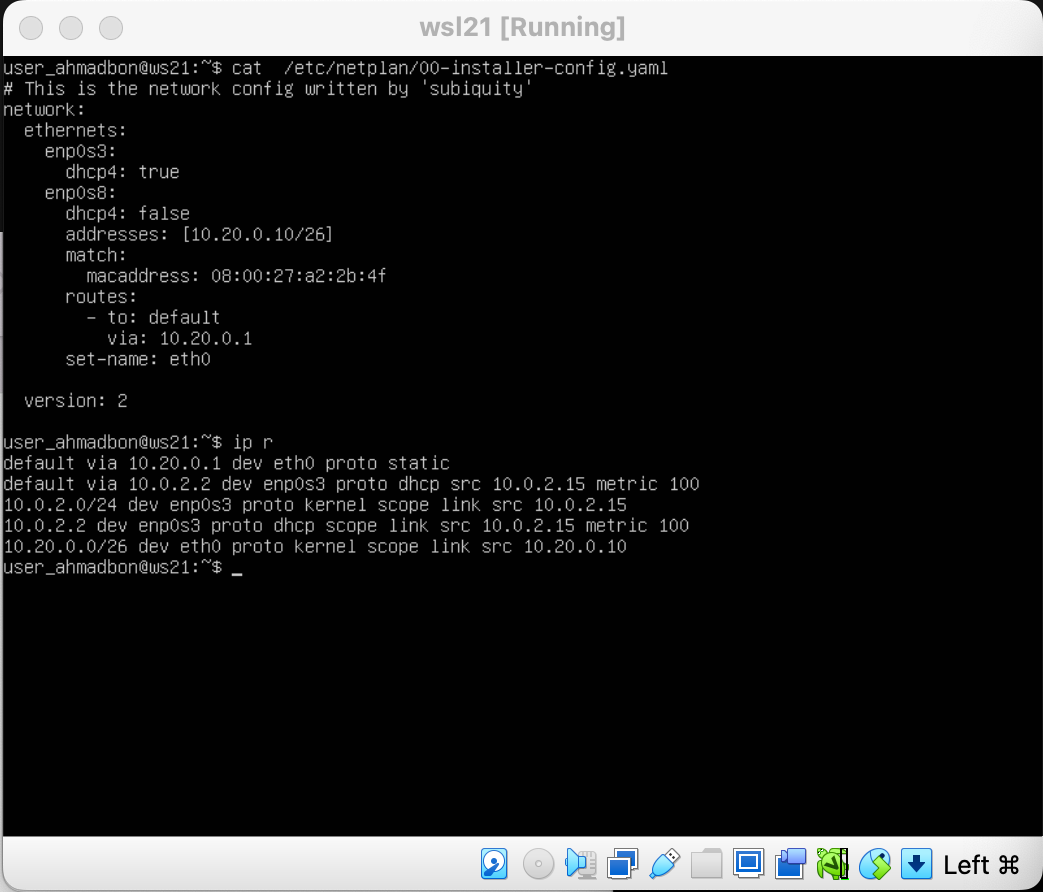 wsl21 [Running]
user_ahmadbon@ws21:~$ cat  /etc/netplan/00-installer-config.yaml
# This is the network config written by 'subiquity'
network:
  ethernets:
    enp0s3:
      dhcp4: true
    enp0s8:
      dhcp4: false
      addresses: [10.20.0.10/26]
      match:
        macaddress: 08:00:27:a2:2b:4f
      routes:
        - to: default
          via: 10.20.0.1
      set-name: eth0
  version: 2
user_ahmadbon@ws21:~$ ip r
default via 10.20.0.1 dev eth0 proto static
default via 10.0.2.2 dev enp0s3 proto dhcp src 10.0.2.15 metric 100
10.0.2.0/24 dev enp0s3 proto kernel scope link src 10.0.2.15
10.0.2.2 dev enp0s3 proto dhcp scope link src 10.0.2.15 metric 100
10.20.0.0/26 dev eth0 proto kernel scope link src 10.20.0.10
user_ahmadbon@ws21:~$ _
Left ⌘